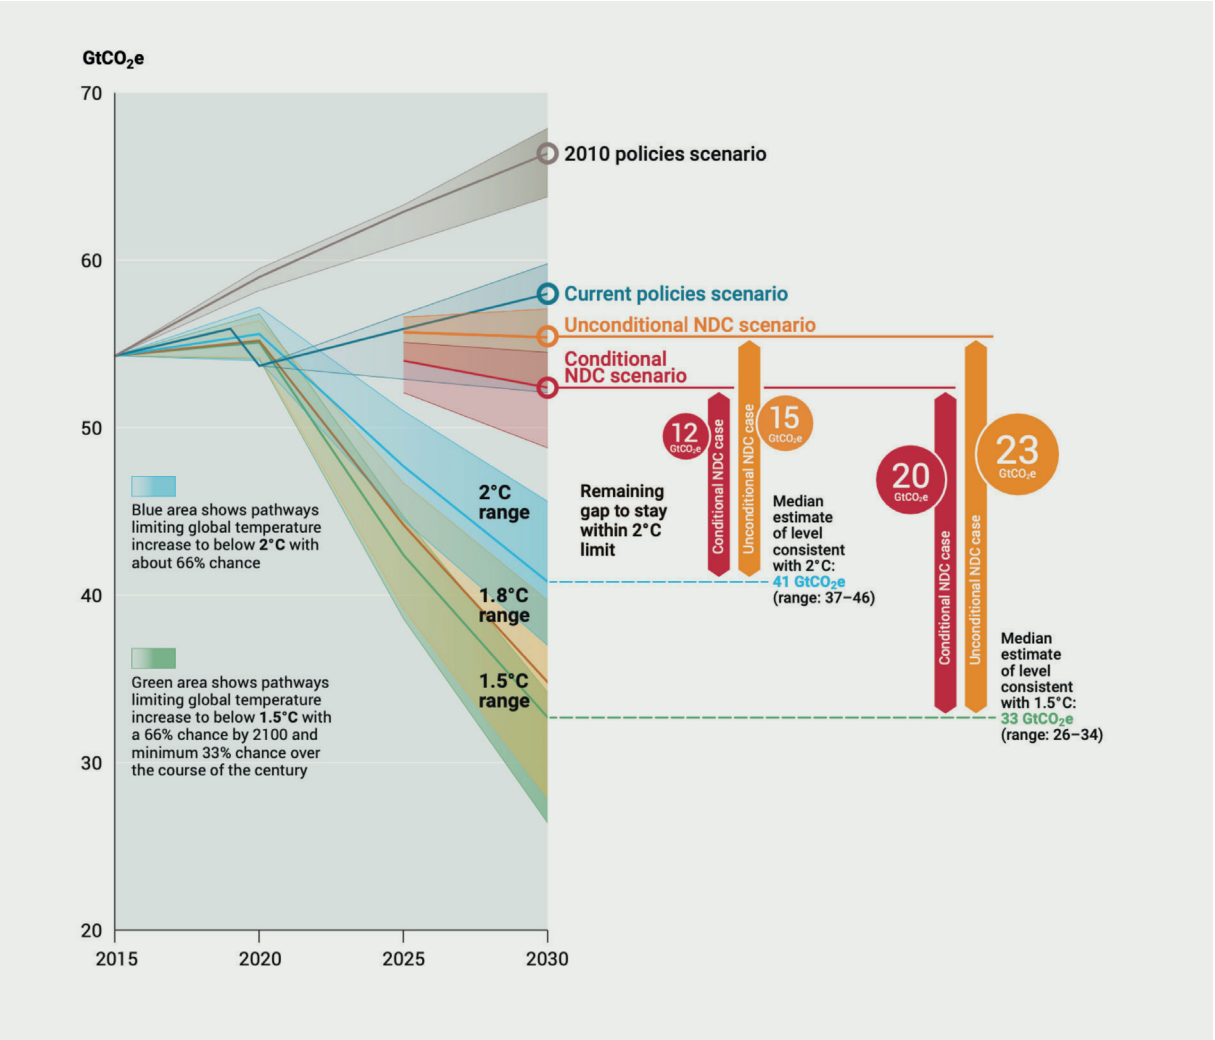 GtCO₂e
70
60
50
40
30
20
2015
2020
2025
2030
2010 policies scenario
Current policies scenario
Unconditional NDC scenario
Conditional
NDC scenario
2°C
range
1.8°C
range
1.5°C
range
Blue area shows pathways
limiting global temperature
increase to below 2°C with
about 66% chance
Green area shows pathways
limiting global temperature
increase to below 1.5°C with
a 66% chance by 2100 and
minimum 33% chance over
the course of the century
Remaining
gap to stay
within 2°C
limit
12
GtCO₂e
Conditional NDC case
Unconditional NDC case
15
GtCO₂e
Median
estimate
of level
consistent
with 2°C:
41 GtCO₂e
(range: 37–46)
20
GtCO₂e
Conditional NDC case
Unconditional NDC case
23
GtCO₂e
Median
estimate
of level
consistent
with 1.5°C:
33 GtCO₂e
(range: 26–34)